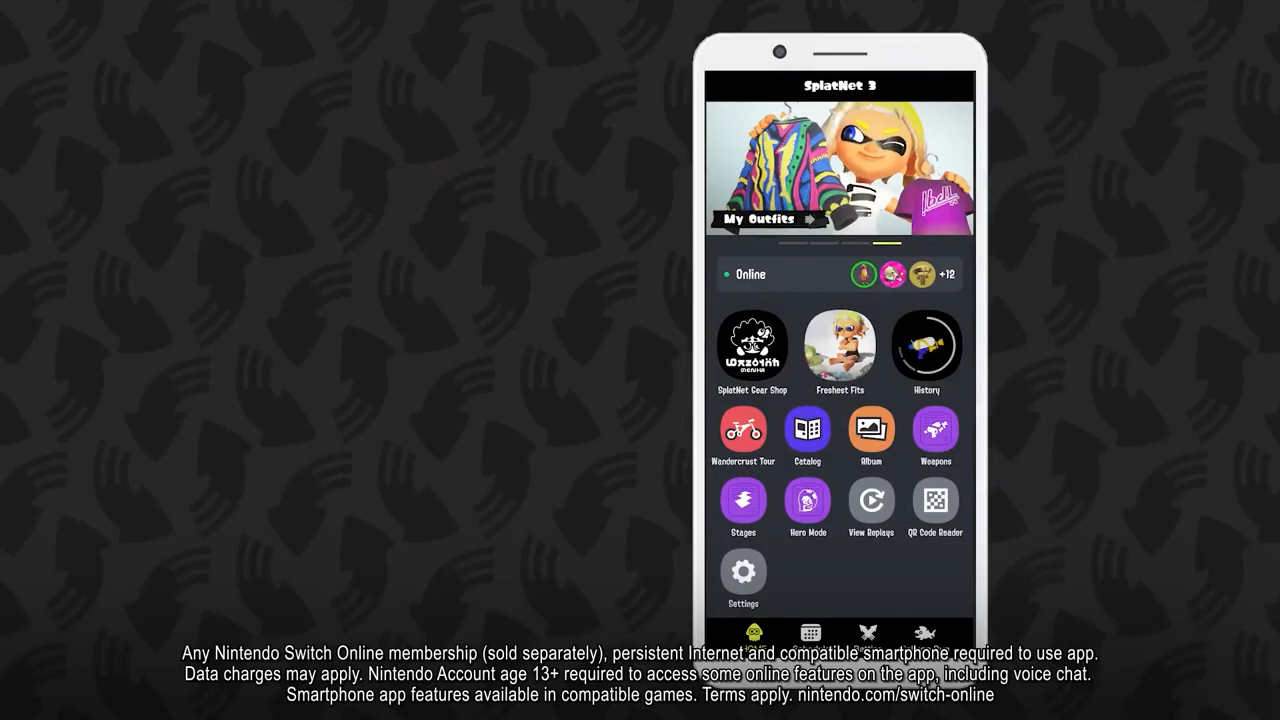 SplatNet 3
My Outfits
Online
+12
SplatNet Gear Shop
Freshest Fits
History
Wandercrust Tour
Catalog
Album
Weapons
Stages
Hero Mode
View Replays
QR Code Reader
Settings
Any Nintendo Switch Online membership (sold separately), persistent Internet and compatible smartphone required to use app.
Data charges may apply. Nintendo Account age 13+ required to access some online features on the app, including voice chat.
Smartphone app features available in compatible games. Terms apply. nintendo.com/switch-online